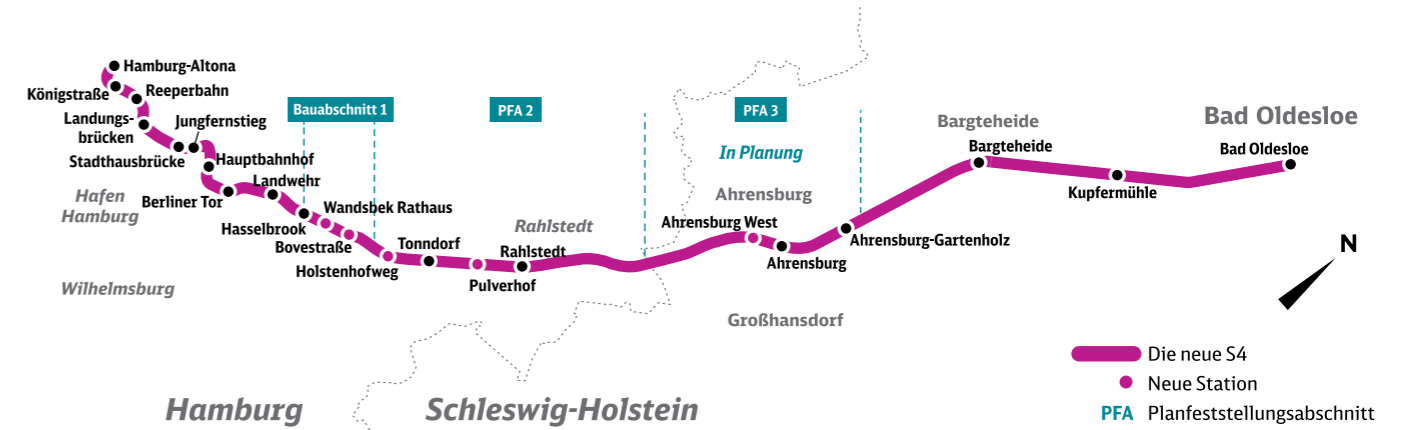 Hamburg-Altona
Königstraße
Reeperbahn
Landungs-
brücken
Jungfernstieg
Stadthausbrücke
Hauptbahnhof
Landwehr
Berliner Tor
Hafen
Hamburg
Hasselbrook
Wandsbek Rathaus
Bovestraße
Holstenhofweg
Tonndorf
Pulverhof
Rahlstedt
Rahlstedt
Wilhelmsburg
Bauabschnitt 1
PFA 2
PFA 3
In Planung
Ahrensburg
Ahrensburg West
Ahrensburg
Ahrensburg-Gartenholz
Großhansdorf
Bargteheide
Bargteheide
Kupfermühle
Bad Oldesloe
Bad Oldesloe
N
Hamburg
Schleswig-Holstein
Die neue S4
Neue Station
PFA Planfeststellungsabschnitt